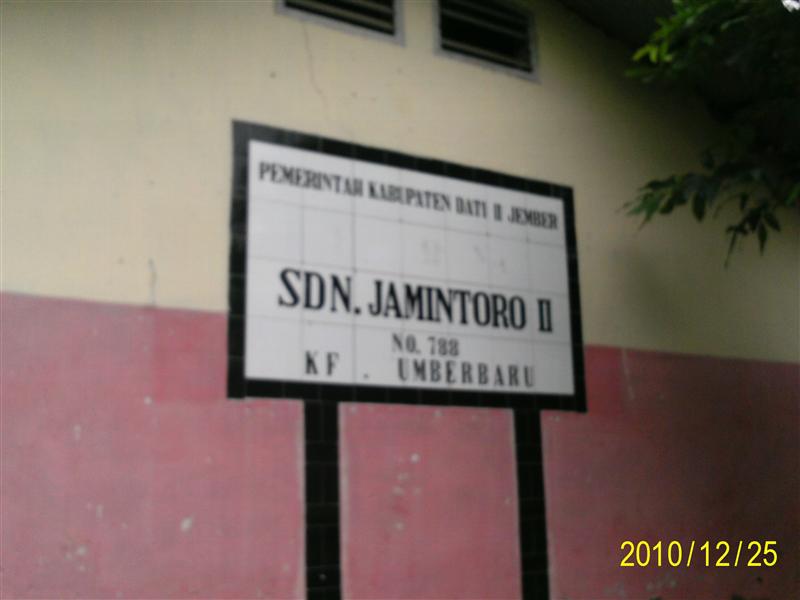 PEMERINTAH KABUPATEN DATI II JEMBER
SDN. JAMINTORO II
NO. 788
KF . UMBERBARU
2010/12/25